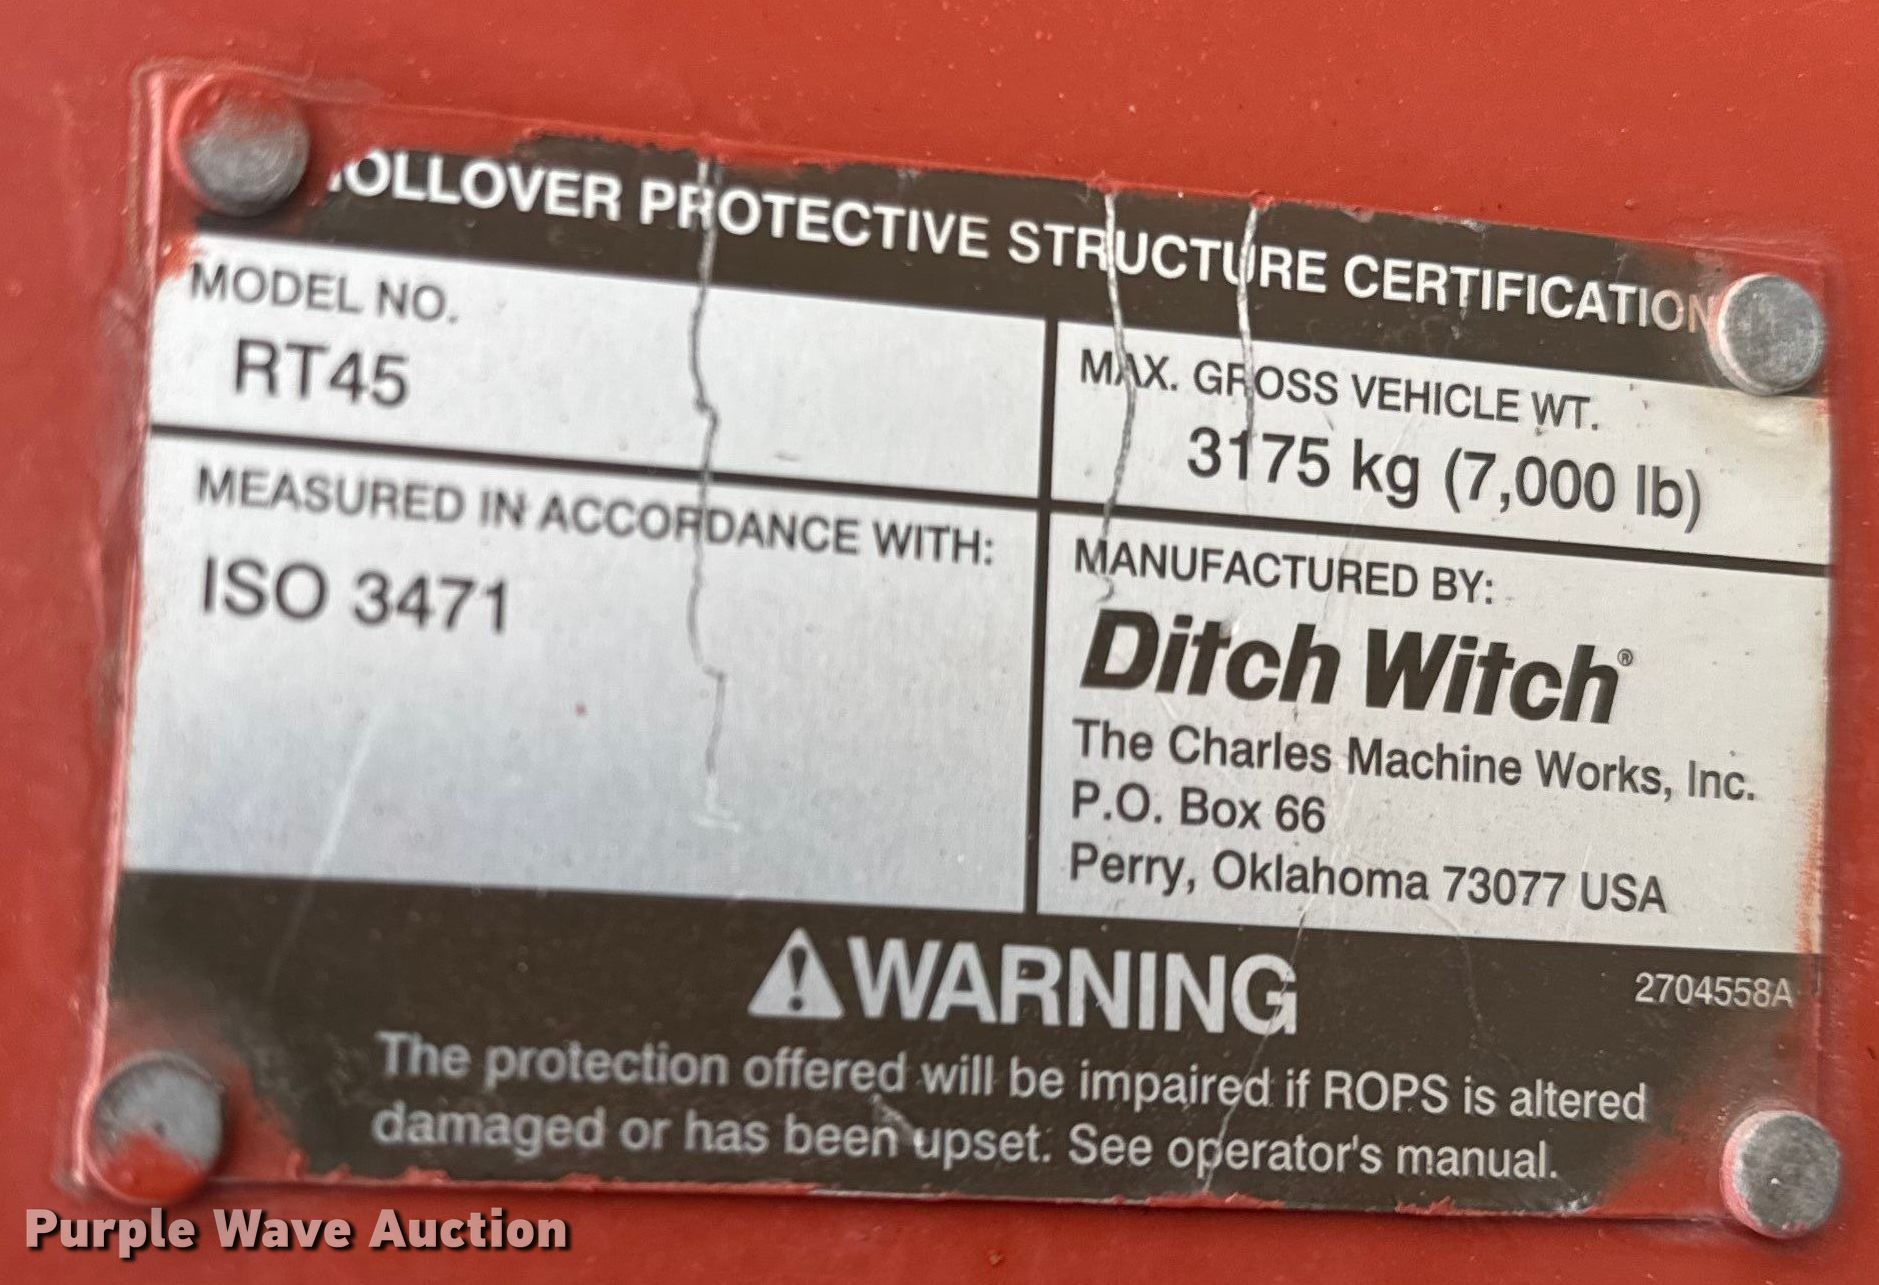 ROLLOVER PROTECTIVE STRUCTURE CERTIFICATION
MODEL NO.
RT45
MAX. GROSS VEHICLE WT.
3175 kg (7,000 lb)
MEASURED IN ACCORDANCE WITH:
ISO 3471
MANUFACTURED BY:
Ditch Witch®
The Charles Machine Works, Inc.
P.O. Box 66
Perry, Oklahoma 73077 USA
WARNING
2704558A
The protection offered will be impaired if ROPS is altered
damaged or has been upset. See operator's manual.
Purple Wave Auction